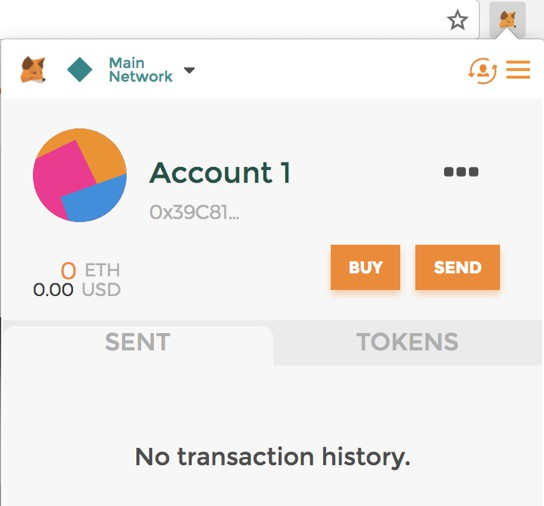 Main
Network
Account 1
0x39C81...
0 ETH
0.00 USD
BUY
SEND
SENT
TOKENS
No transaction history.